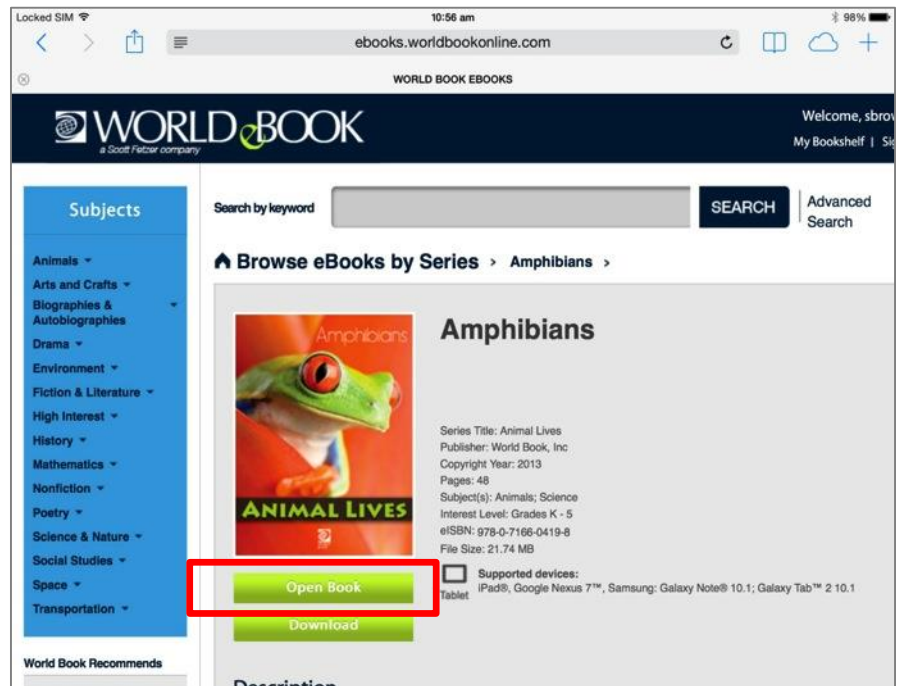 Locked SIM 10:56 am 98%
ebooks.worldbookonline.com
WORLD BOOK EBOOKS
WORLD eBOOK
a Scott Fetzer company
Welcome, sbrow
My Bookshelf | Sig
Subjects
Animals
Arts and Crafts
Biographies &
Autobiographies
Drama
Environment
Fiction & Literature
High Interest
History
Mathematics
Nonfiction
Poetry
Science & Nature
Social Studies
Space
Transportation
World Book Recommends
Search by keyword SEARCH Advanced
Search
Browse eBooks by Series › Amphibians ›
Amphibians
ANIMAL LIVES
Open Book
Download
Amphibians
Series Title: Animal Lives
Publisher: World Book, Inc
Copyright Year: 2013
Pages: 48
Subject(s): Animals; Science
Interest Level: Grades K - 5
eISBN: 978-0-7166-0419-8
File Size: 21.74 MB
Tablet
Supported devices:
iPad®, Google Nexus 7™, Samsung: Galaxy Note® 10.1; Galaxy Tab™ 2 10.1
Description